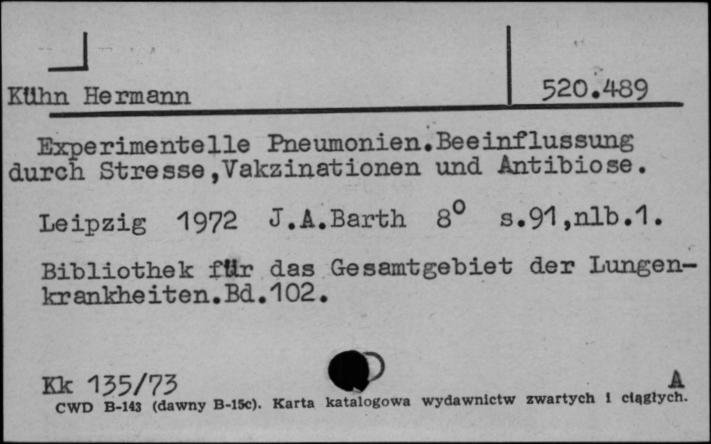 Kühn Hermann 520.489
Experimentelle Pneumonien.Beeinflussung
durch Stresse,Vakzinationen und Antibiose.
Leipzig 1972 J.A.Barth 8° s.91,nlb.1.
Bibliothek für das Gesamtgebiet der Lungen-
krankheiten.Bd.102.
Kk 135/73 A
CWD B-143 (dawny B-15c). Karta katalogowa wydawnictw zwartych i ciągłych.